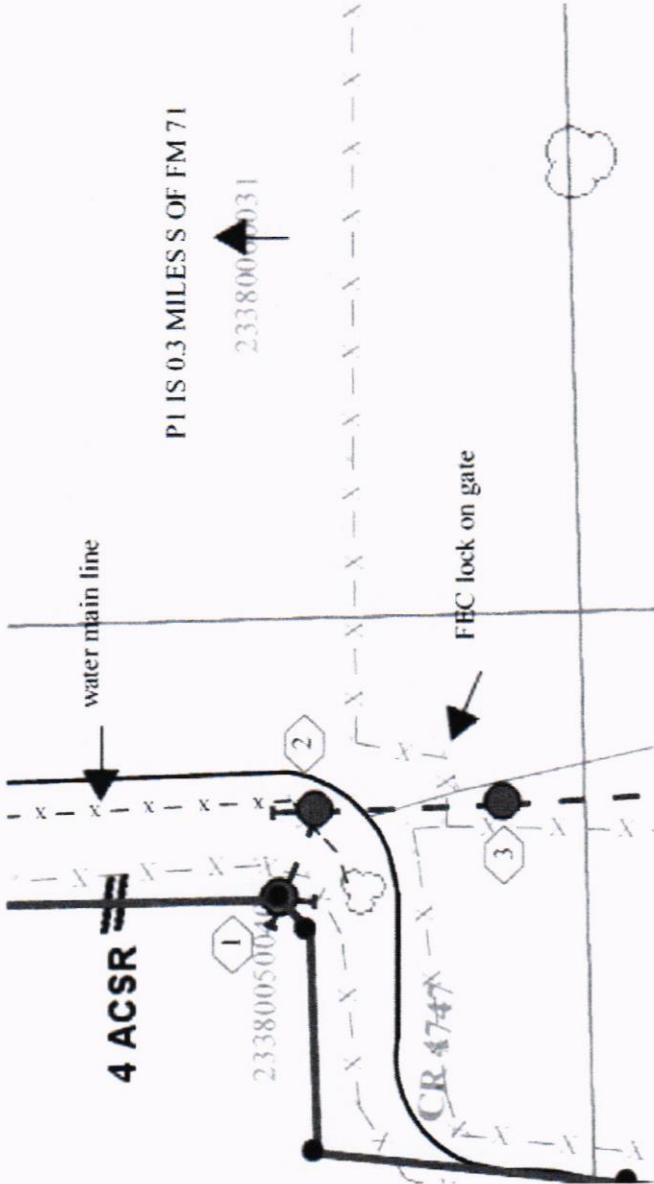 P1 IS 0.3 MILES S OF FM 71
water main line
FEC lock on gate
4 ACSR
1
2
3
CR 4747